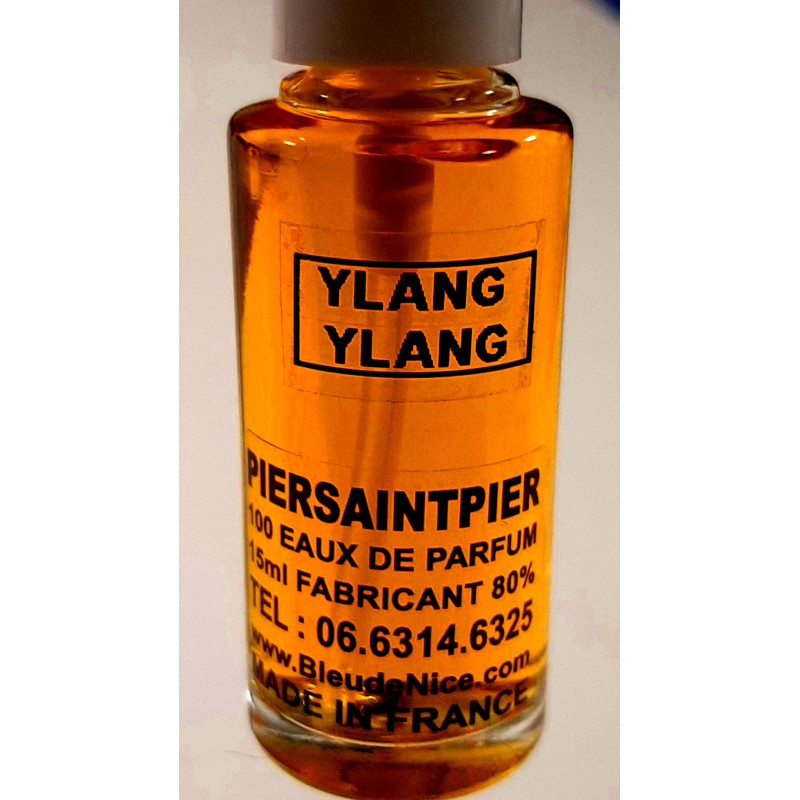 YLANG
YLANG
PIERSAINTPIER
100 EAUX DE PARFUM
15ml FABRICANT 80%
TEL : 06.6314.6325
www.BleudeNice.com
MADE IN FRANCE